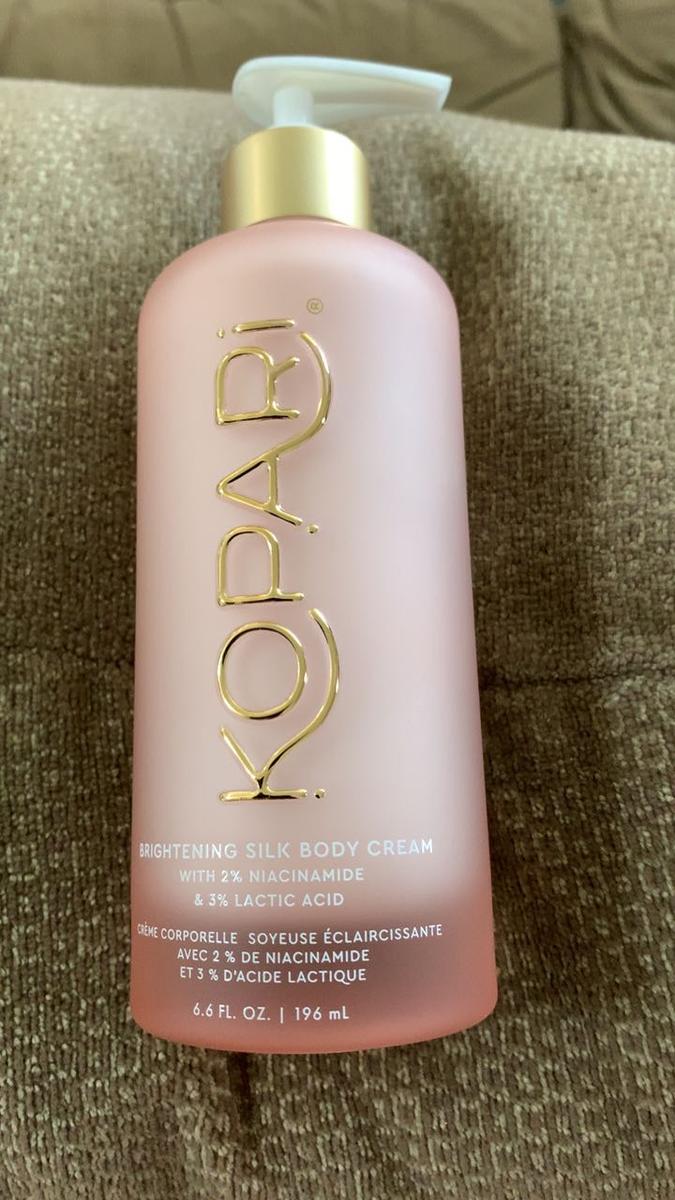 KOPARI®
BRIGHTENING SILK BODY CREAM
WITH 2% NIACINAMIDE
& 3% LACTIC ACID
CRÈME CORPORELLE SOYEUSE ÉCLAIRCISSANTE
AVEC 2 % DE NIACINAMIDE
ET 3 % D'ACIDE LACTIQUE
6.6 FL. OZ. | 196 mL